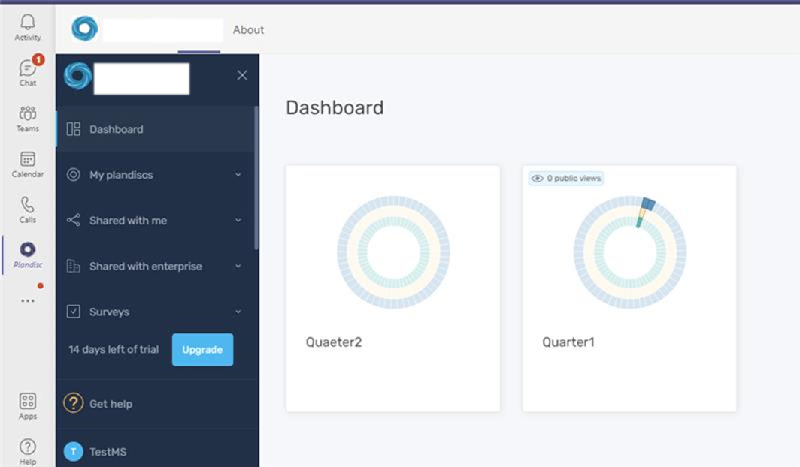 Activity
Chat
1
Teams
Calendar
Calls
Plandisc
Apps
Help
About
Dashboard
My plandiscs
Shared with me
Shared with enterprise
Surveys
14 days left of trial
Upgrade
Get help
T
TestMS
Dashboard
0 public views
Quaeter2
Quarter1